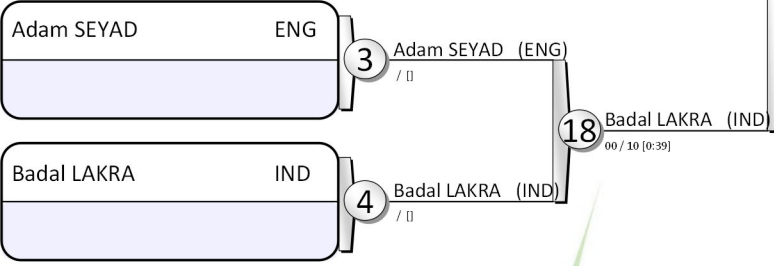 Adam SEYAD ENG
3
Adam SEYAD (ENG)
/ []
18
Badal LAKRA (IND)
00 / 10 [0:39]
Badal LAKRA IND
4
Badal LAKRA (IND)
/ []